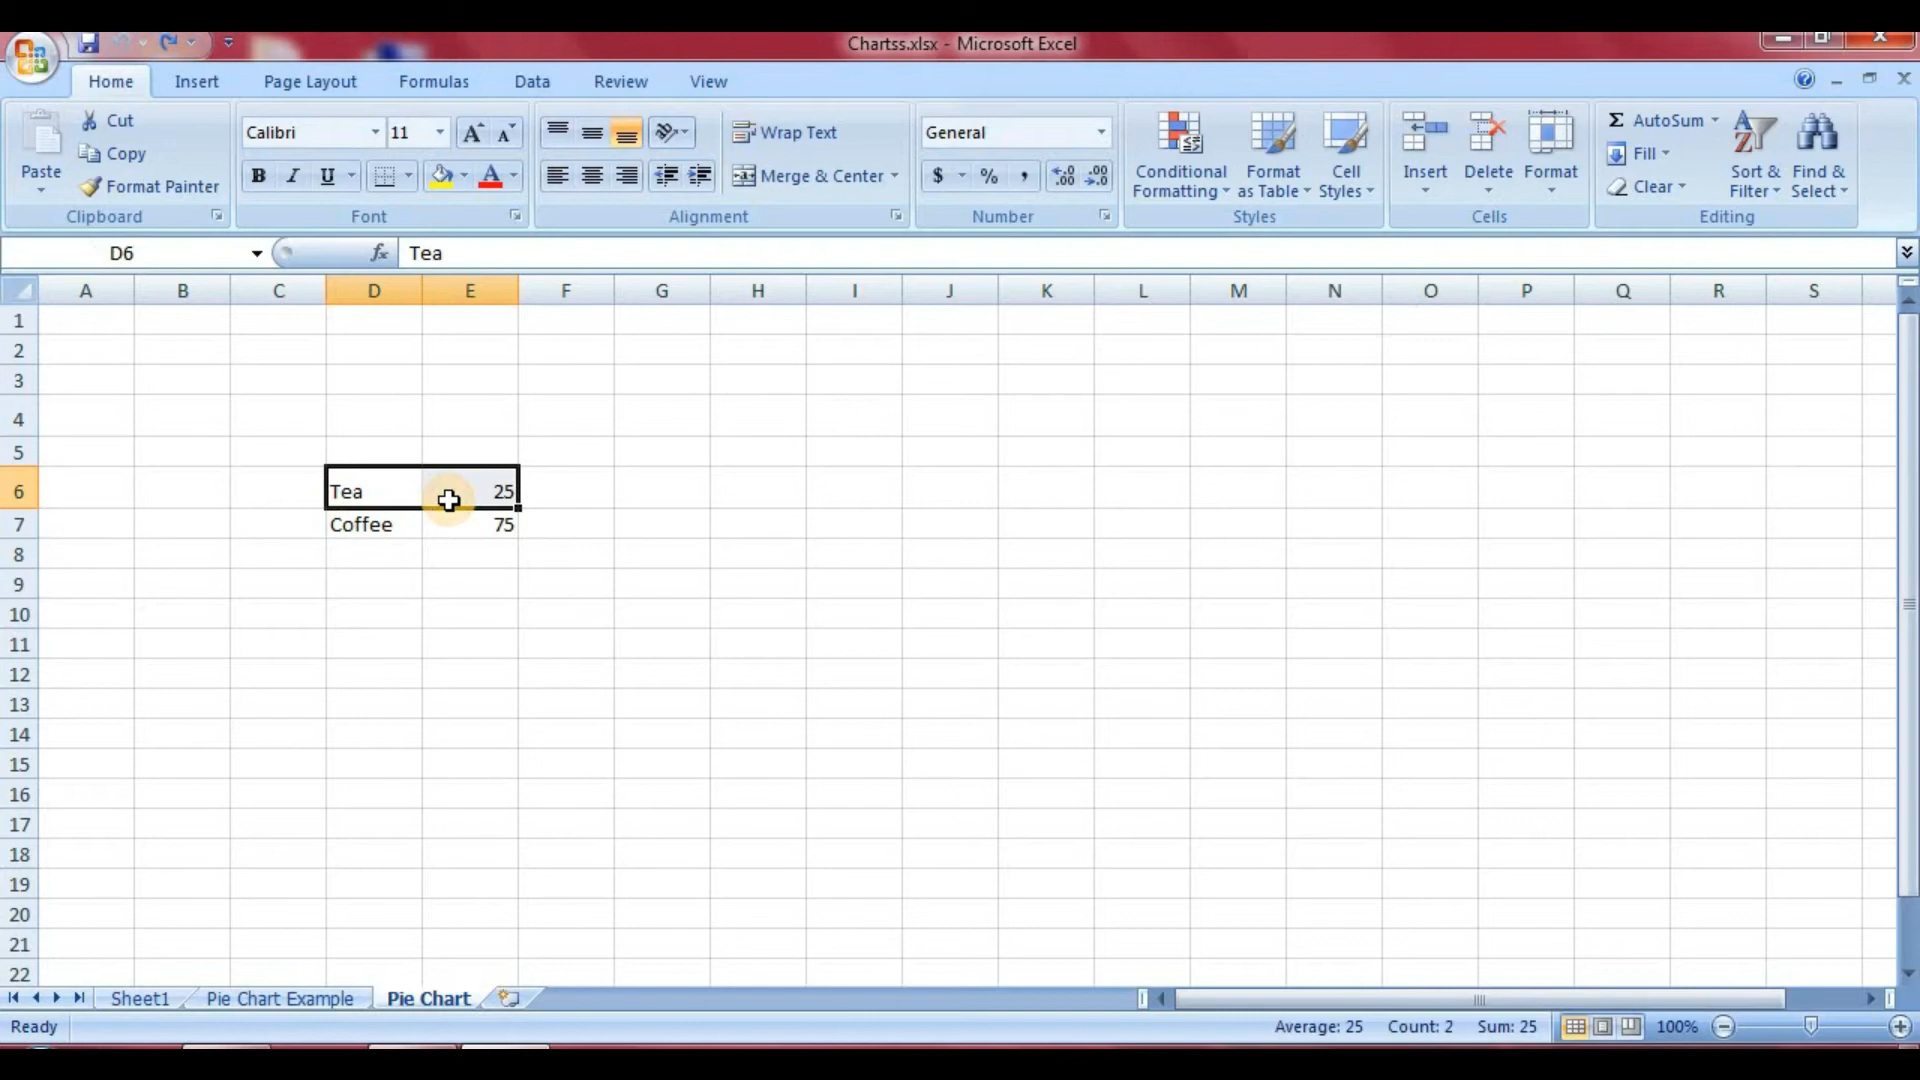 Chartss.xlsx - Microsoft Excel
Home Insert Page Layout Formulas Data Review View
Paste
Cut
Copy
Format Painter
Clipboard
Calibri 11
B I U
Font
Wrap Text
Merge & Center
Alignment
General
$ % ,
Number
Conditional Formatting
Format as Table
Cell Styles
Styles
Insert Delete Format
Cells
Σ AutoSum
Fill
Clear
Sort & Filter
Find & Select
Editing
D6 fx Tea
A B C D E F G H I J K L M N O P Q R S
1
2
3
4
5
6 Tea 25
7 Coffee 75
8
9
10
11
12
13
14
15
16
17
18
19
20
21
22
Sheet1 Pie Chart Example Pie Chart
Ready Average: 25 Count: 2 Sum: 25 100%